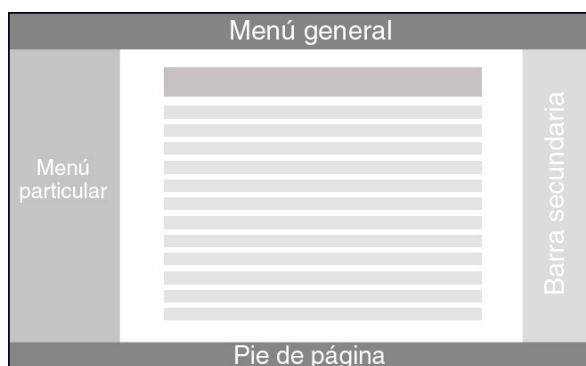 Menú general
Menú
particular
Barra secundaria
Pie de página